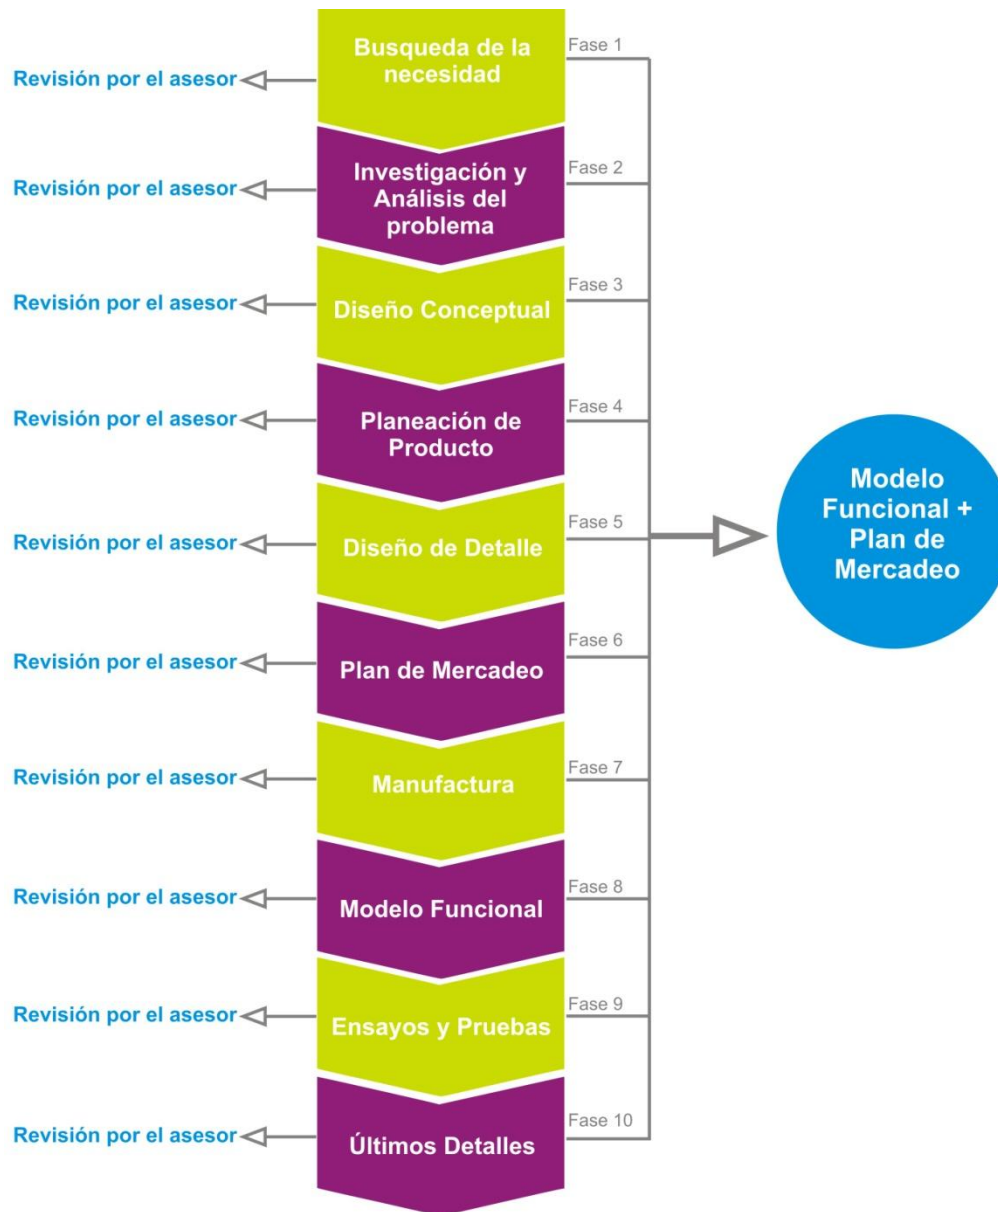 Busqueda de la
necesidad
Fase 1
Revisión por el asesor
Investigación y
Análisis del
problema
Fase 2
Revisión por el asesor
Diseño Conceptual
Fase 3
Revisión por el asesor
Planeación de
Producto
Fase 4
Revisión por el asesor
Diseño de Detalle
Fase 5
Revisión por el asesor
Plan de Mercadeo
Fase 6
Revisión por el asesor
Manufactura
Fase 7
Revisión por el asesor
Modelo Funcional
Fase 8
Revisión por el asesor
Ensayos y Pruebas
Fase 9
Revisión por el asesor
Últimos Detalles
Fase 10
Revisión por el asesor
Modelo
Funcional +
Plan de
Mercadeo